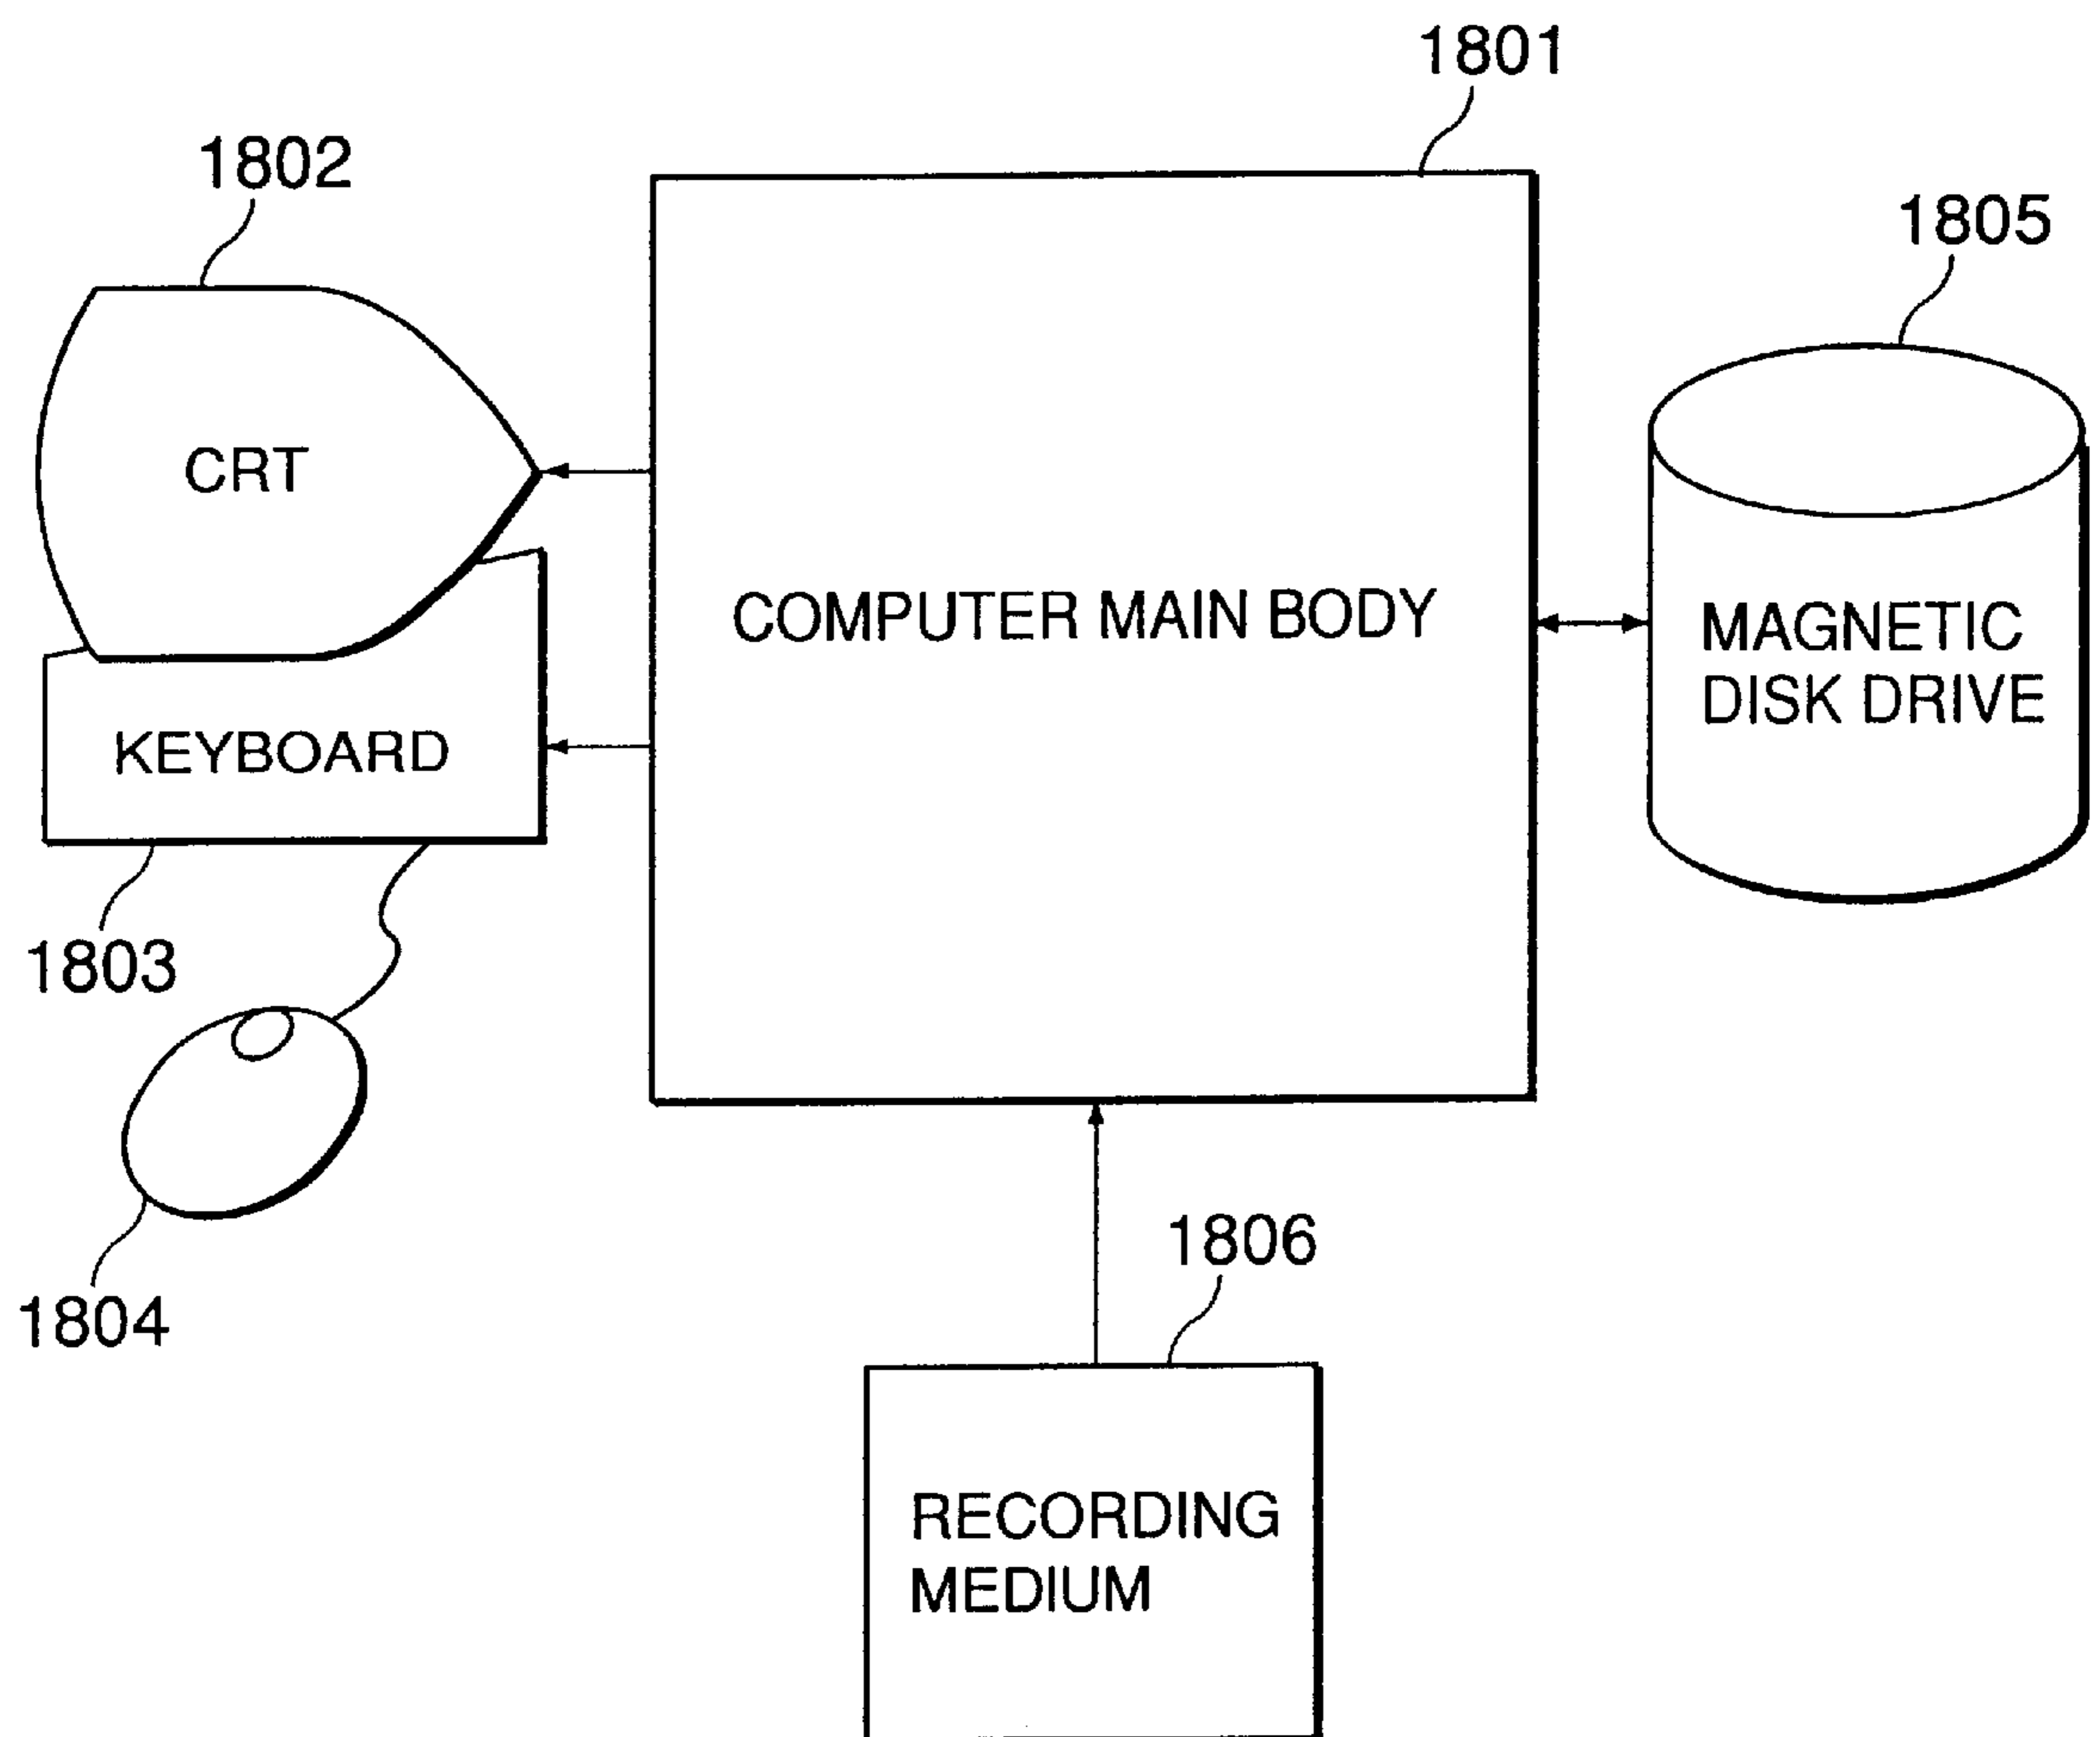 1801
1802
1805
CRT
COMPUTER MAIN BODY
MAGNETIC
DISK DRIVE
KEYBOARD
1803
1804
1806
RECORDING
MEDIUM